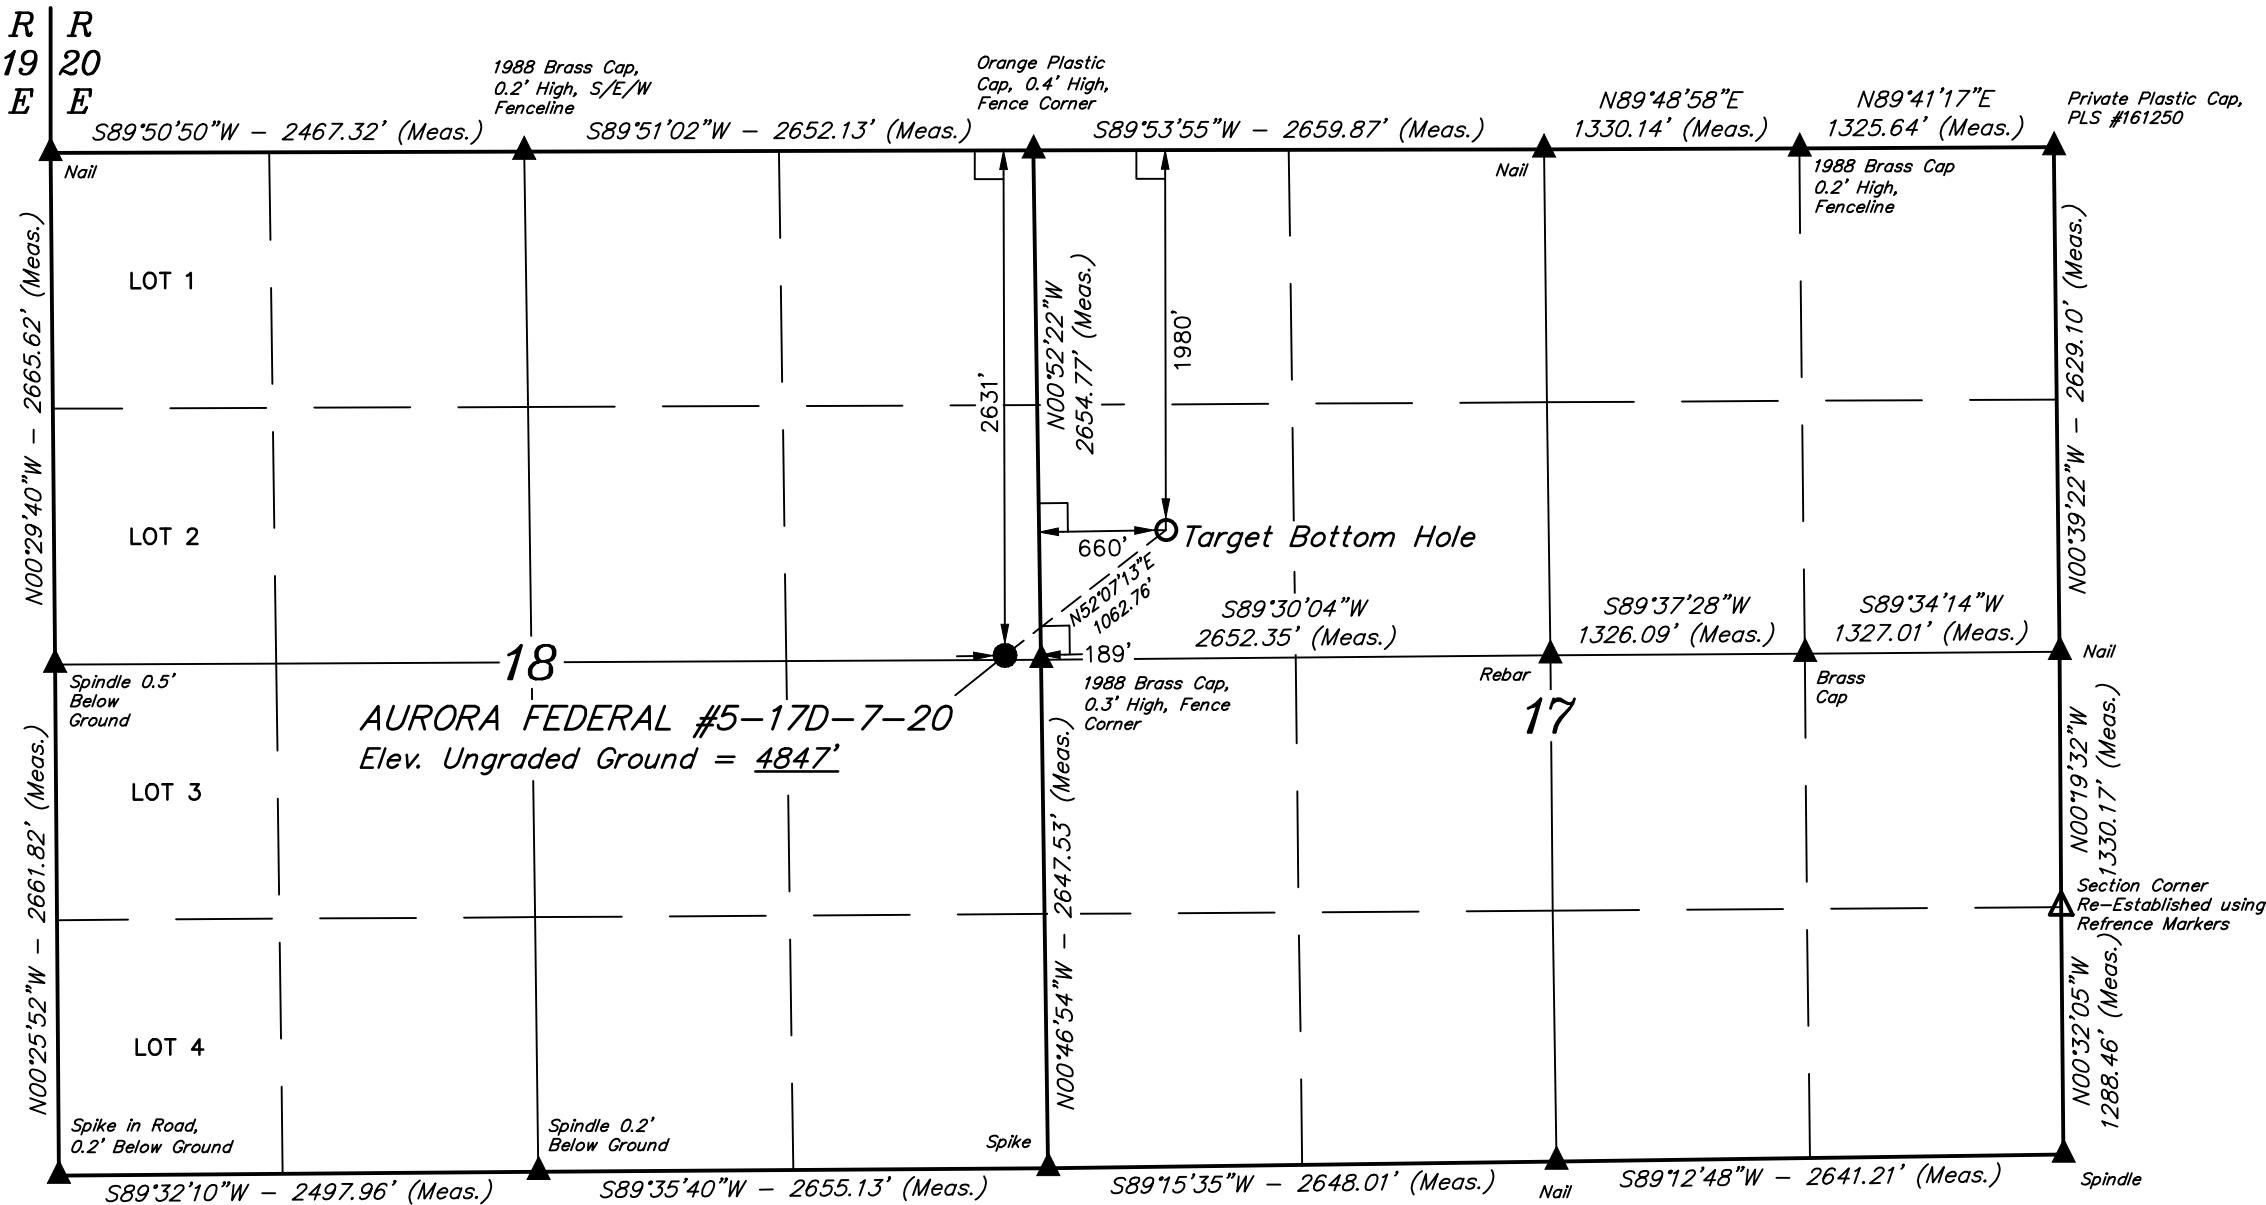 R R
19 20
E E
1988 Brass Cap,
0.2' High, S/E/W
Fenceline
Orange Plastic
Cap, 0.4' High,
Fence Corner
S89°50'50"W - 2467.32' (Meas.)
S89°51'02"W - 2652.13' (Meas.)
S89°53'55"W - 2659.87' (Meas.)
N89°48'58"E
1330.14' (Meas.)
N89°41'17"E
1325.64' (Meas.)
Private Plastic Cap,
PLS #161250
Nail
Nail
1988 Brass Cap
0.2' High,
Fenceline
N00°29'40"W - 2665.62' (Meas.)
LOT 1
2631'
N00°52'22"W
2654.77' (Meas.)
1980'
N00°39'22"W - 2629.10' (Meas.)
LOT 2
660'
Target Bottom Hole
N52°07'13"E
1062.76'
S89°30'04"W
2652.35' (Meas.)
S89°37'28"W
1326.09' (Meas.)
S89°34'14"W
1327.01' (Meas.)
18
189'
Nail
Spindle 0.5'
Below
Ground
1988 Brass Cap,
0.3' High, Fence
Corner
Rebar
Brass
Cap
17
AURORA FEDERAL #5-17D-7-20
Elev. Ungraded Ground = 4847'
LOT 3
N00°25'52"W - 2661.82' (Meas.)
N00°46'54"W - 2647.53' (Meas.)
N00°19'32"W
1330.17' (Meas.)
Section Corner
Re-Established using
Refrence Markers
N00°32'05"W
1288.46' (Meas.)
LOT 4
Spike in Road,
0.2' Below Ground
Spindle 0.2'
Below Ground
Spike
S89°32'10"W - 2497.96' (Meas.)
S89°35'40"W - 2655.13' (Meas.)
S89°15'35"W - 2648.01' (Meas.)
Nail
S89°12'48"W - 2641.21' (Meas.)
Spindle